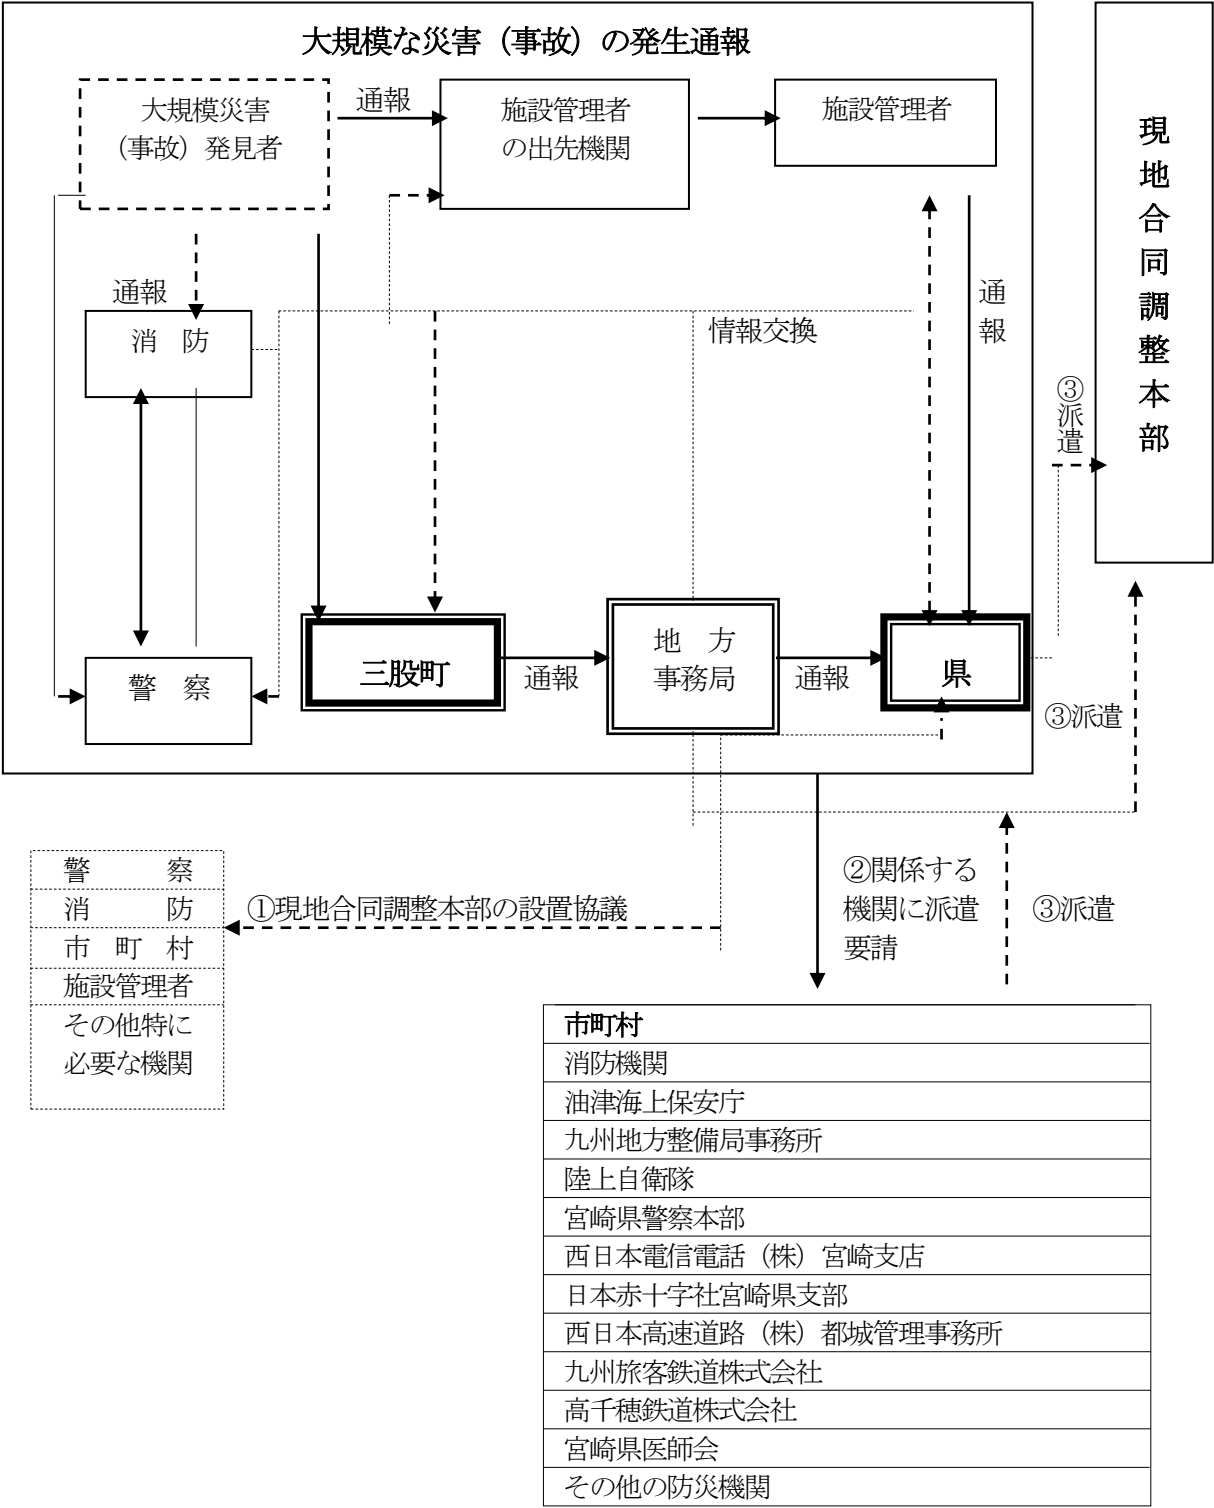 大規模な災害（事故）の発生通報
大規模災害
（事故）発見者
通報
施設管理者
の出先機関
施設管理者
現地合同調整本部
通報
消　防
情報交換
通報
③派遣
警　察
三股町
通報
地　方
事務局
通報
県
③派遣
警　　　察
消　　　防
市　町　村
施設管理者
その他特に
必要な機関
①現地合同調整本部の設置協議
②関係する
機関に派遣
要請
③派遣
市町村
消防機関
油津海上保安庁
九州地方整備局事務所
陸上自衛隊
宮崎県警察本部
西日本電信電話（株）宮崎支店
日本赤十字社宮崎県支部
西日本高速道路（株）都城管理事務所
九州旅客鉄道株式会社
高千穂鉄道株式会社
宮崎県医師会
その他の防災機関